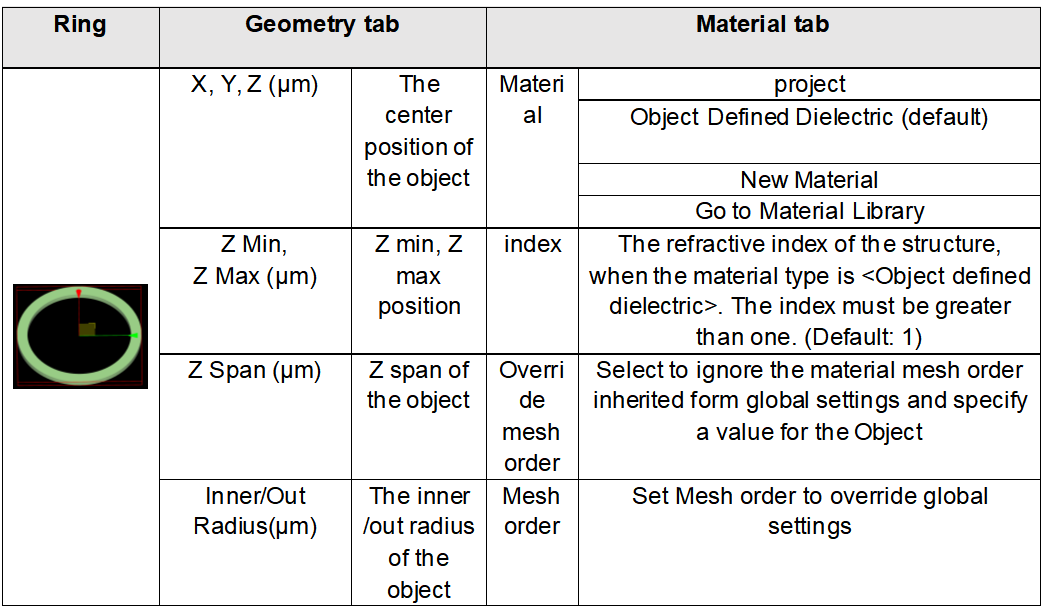 Ring
Geometry tab
Material tab
X, Y, Z (µm)
The
center
position of
the object
Materi
al
project
Object Defined Dielectric (default)
New Material
Go to Material Library
Z Min,
Z Max (µm)
Z min, Z
max
position
index
The refractive index of the structure,
when the material type is <Object defined
dielectric>. The index must be greater
than one. (Default: 1)
Z Span (µm)
Z span of
the object
Overri
de
mesh
order
Select to ignore the material mesh order
inherited form global settings and specify
a value for the Object
Inner/Out
Radius(µm)
The inner
/out radius
of the
object
Mesh
order
Set Mesh order to override global
settings